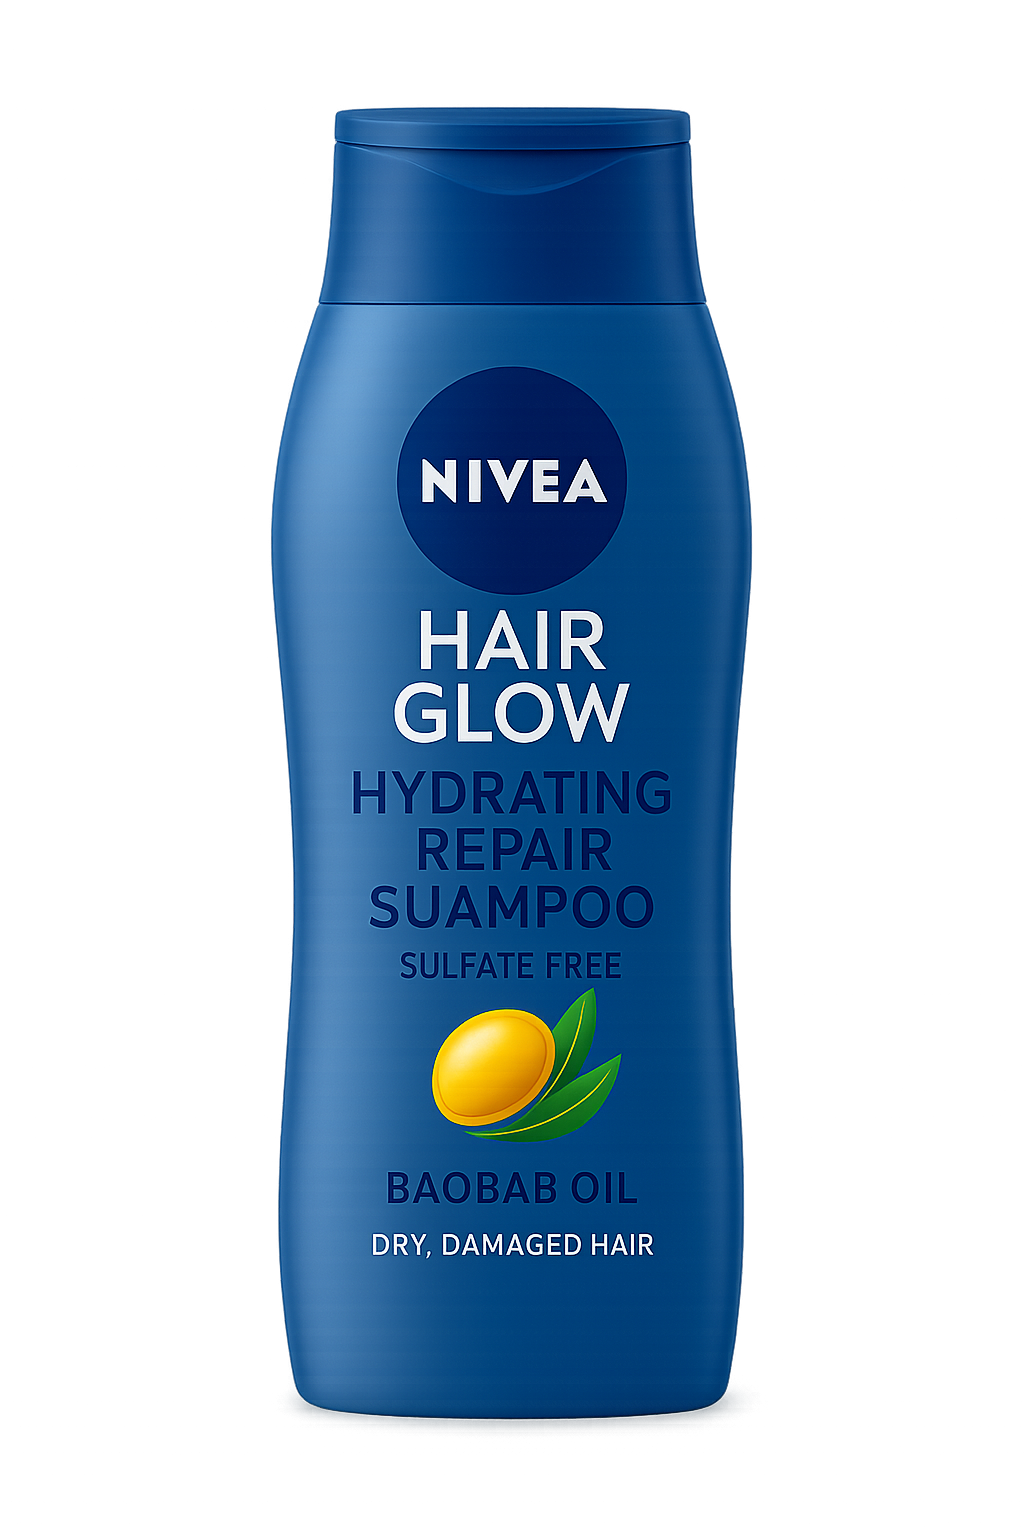 NIVEA
HAIR
GLOW
HYDRATING
REPAIR
SUAMPOO
SULFATE FREE
BAOBAB OIL
DRY, DAMAGED HAIR